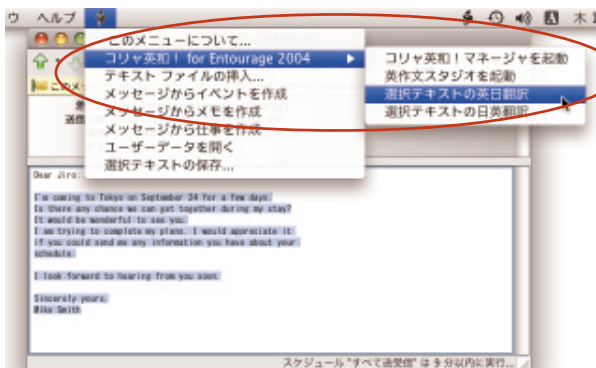 ウ ヘルプ
木 1
このメニューについて...
コリャ英和！ for Entourage 2004
テキスト ファイルの挿入...
メッセージからイベントを作成
メッセージからメモを作成
メッセージから仕事を作成
ユーザーデータを開く
選択テキストの保存...
コリャ英和！マネージャを起動
英作文スタジオを起動
選択テキストの英日翻訳
選択テキストの日英翻訳
このメ
差
送信
Dear Jiro:
I'm coming to Tokyo on September 24 for a few days.
Is there any chance we can get together during my stay?
It would be wonderful to see you.
I am trying to complete my plans. I would appreciate it
if you could send me any information you have about your
schedule.
I look forward to hearing from you soon.
Sincerely yours,
Mike Smith
スケジュール "すべて送受信" は 9 分以内に実行...